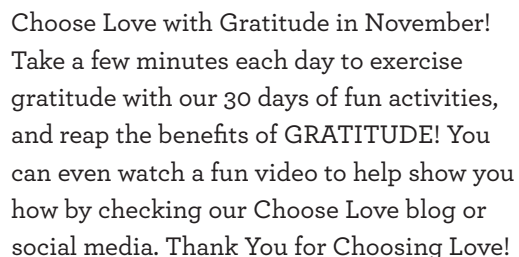 Choose Love with Gratitude in November!
Take a few minutes each day to exercise
gratitude with our 30 days of fun activities,
and reap the benefits of GRATITUDE! You
can even watch a fun video to help show you
how by checking our Choose Love blog or
social media. Thank You for Choosing Love!